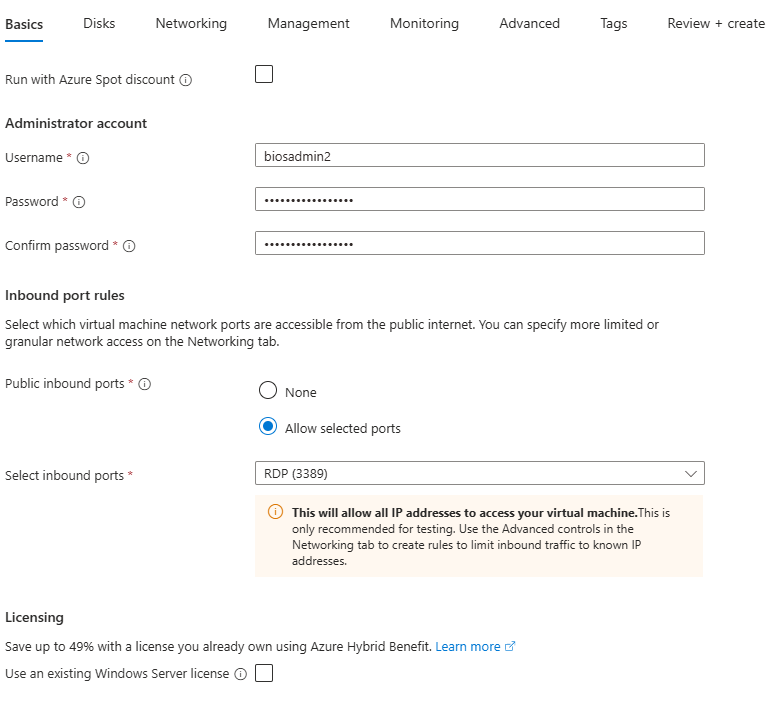 Basics Disks Networking Management Monitoring Advanced Tags Review + create
Run with Azure Spot discount
Administrator account
Username * biosadmin2
Password * •••••••••••••••••
Confirm password * •••••••••••••••••
Inbound port rules
Select which virtual machine network ports are accessible from the public internet. You can specify more limited or
granular network access on the Networking tab.
Public inbound ports *
None
Allow selected ports
Select inbound ports * RDP (3389)
This will allow all IP addresses to access your virtual machine.This is
only recommended for testing. Use the Advanced controls in the
Networking tab to create rules to limit inbound traffic to known IP
addresses.
Licensing
Save up to 49% with a license you already own using Azure Hybrid Benefit. Learn more
Use an existing Windows Server license